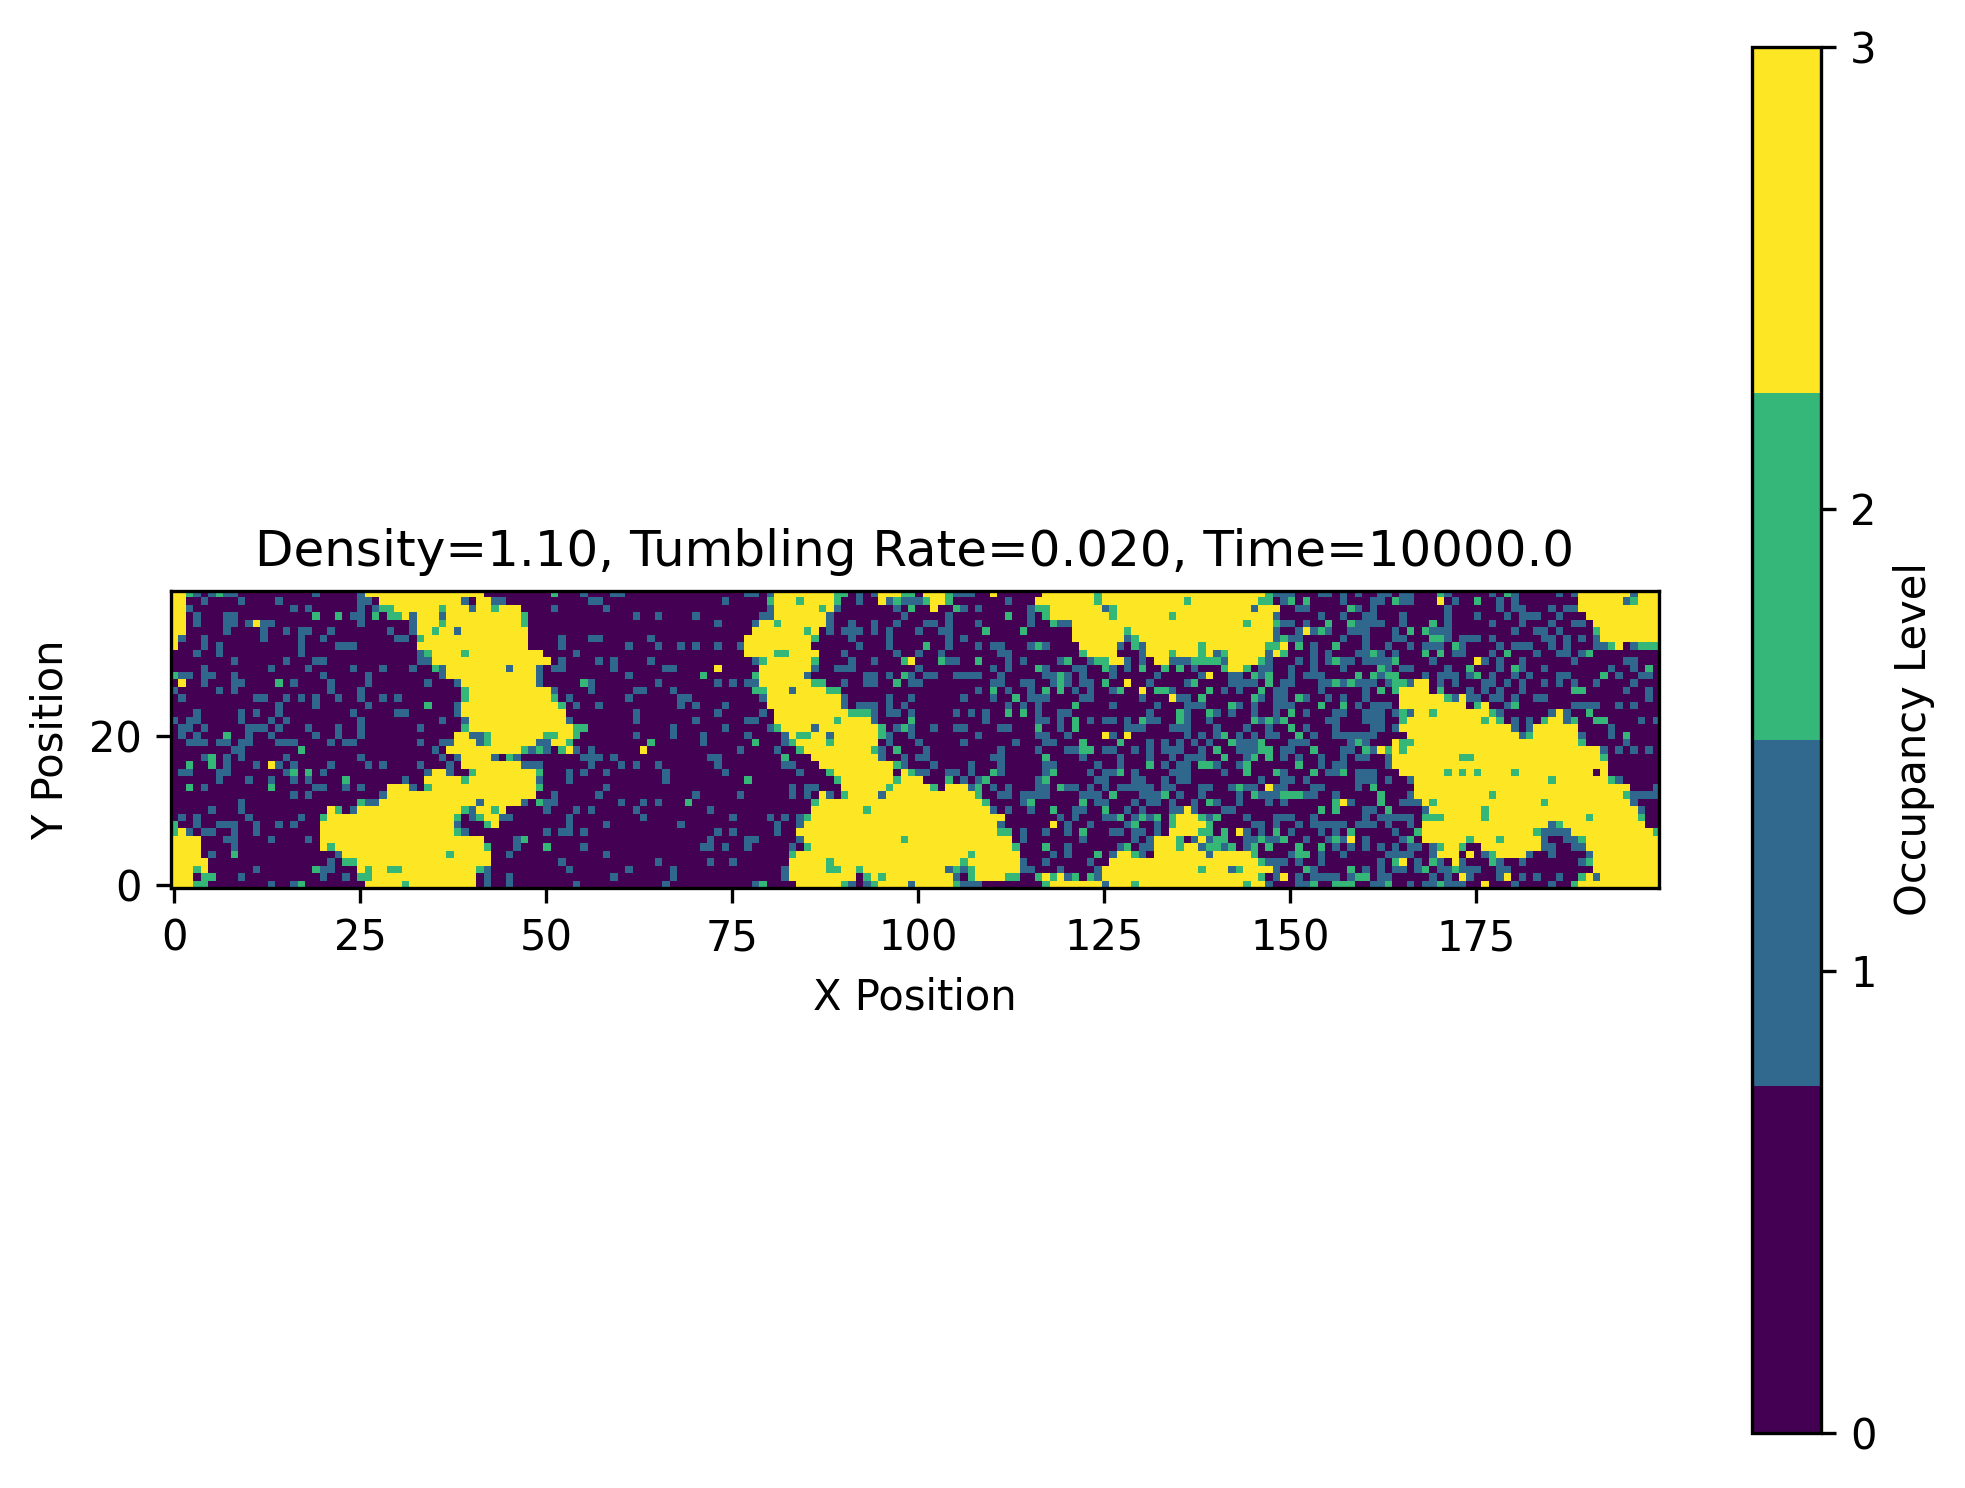 Density=1.10, Tumbling Rate=0.020, Time=10000.0
Y Position
20
0
0 25 50 75 100 125 150 175
X Position
3
2
1
0
Occupancy Level